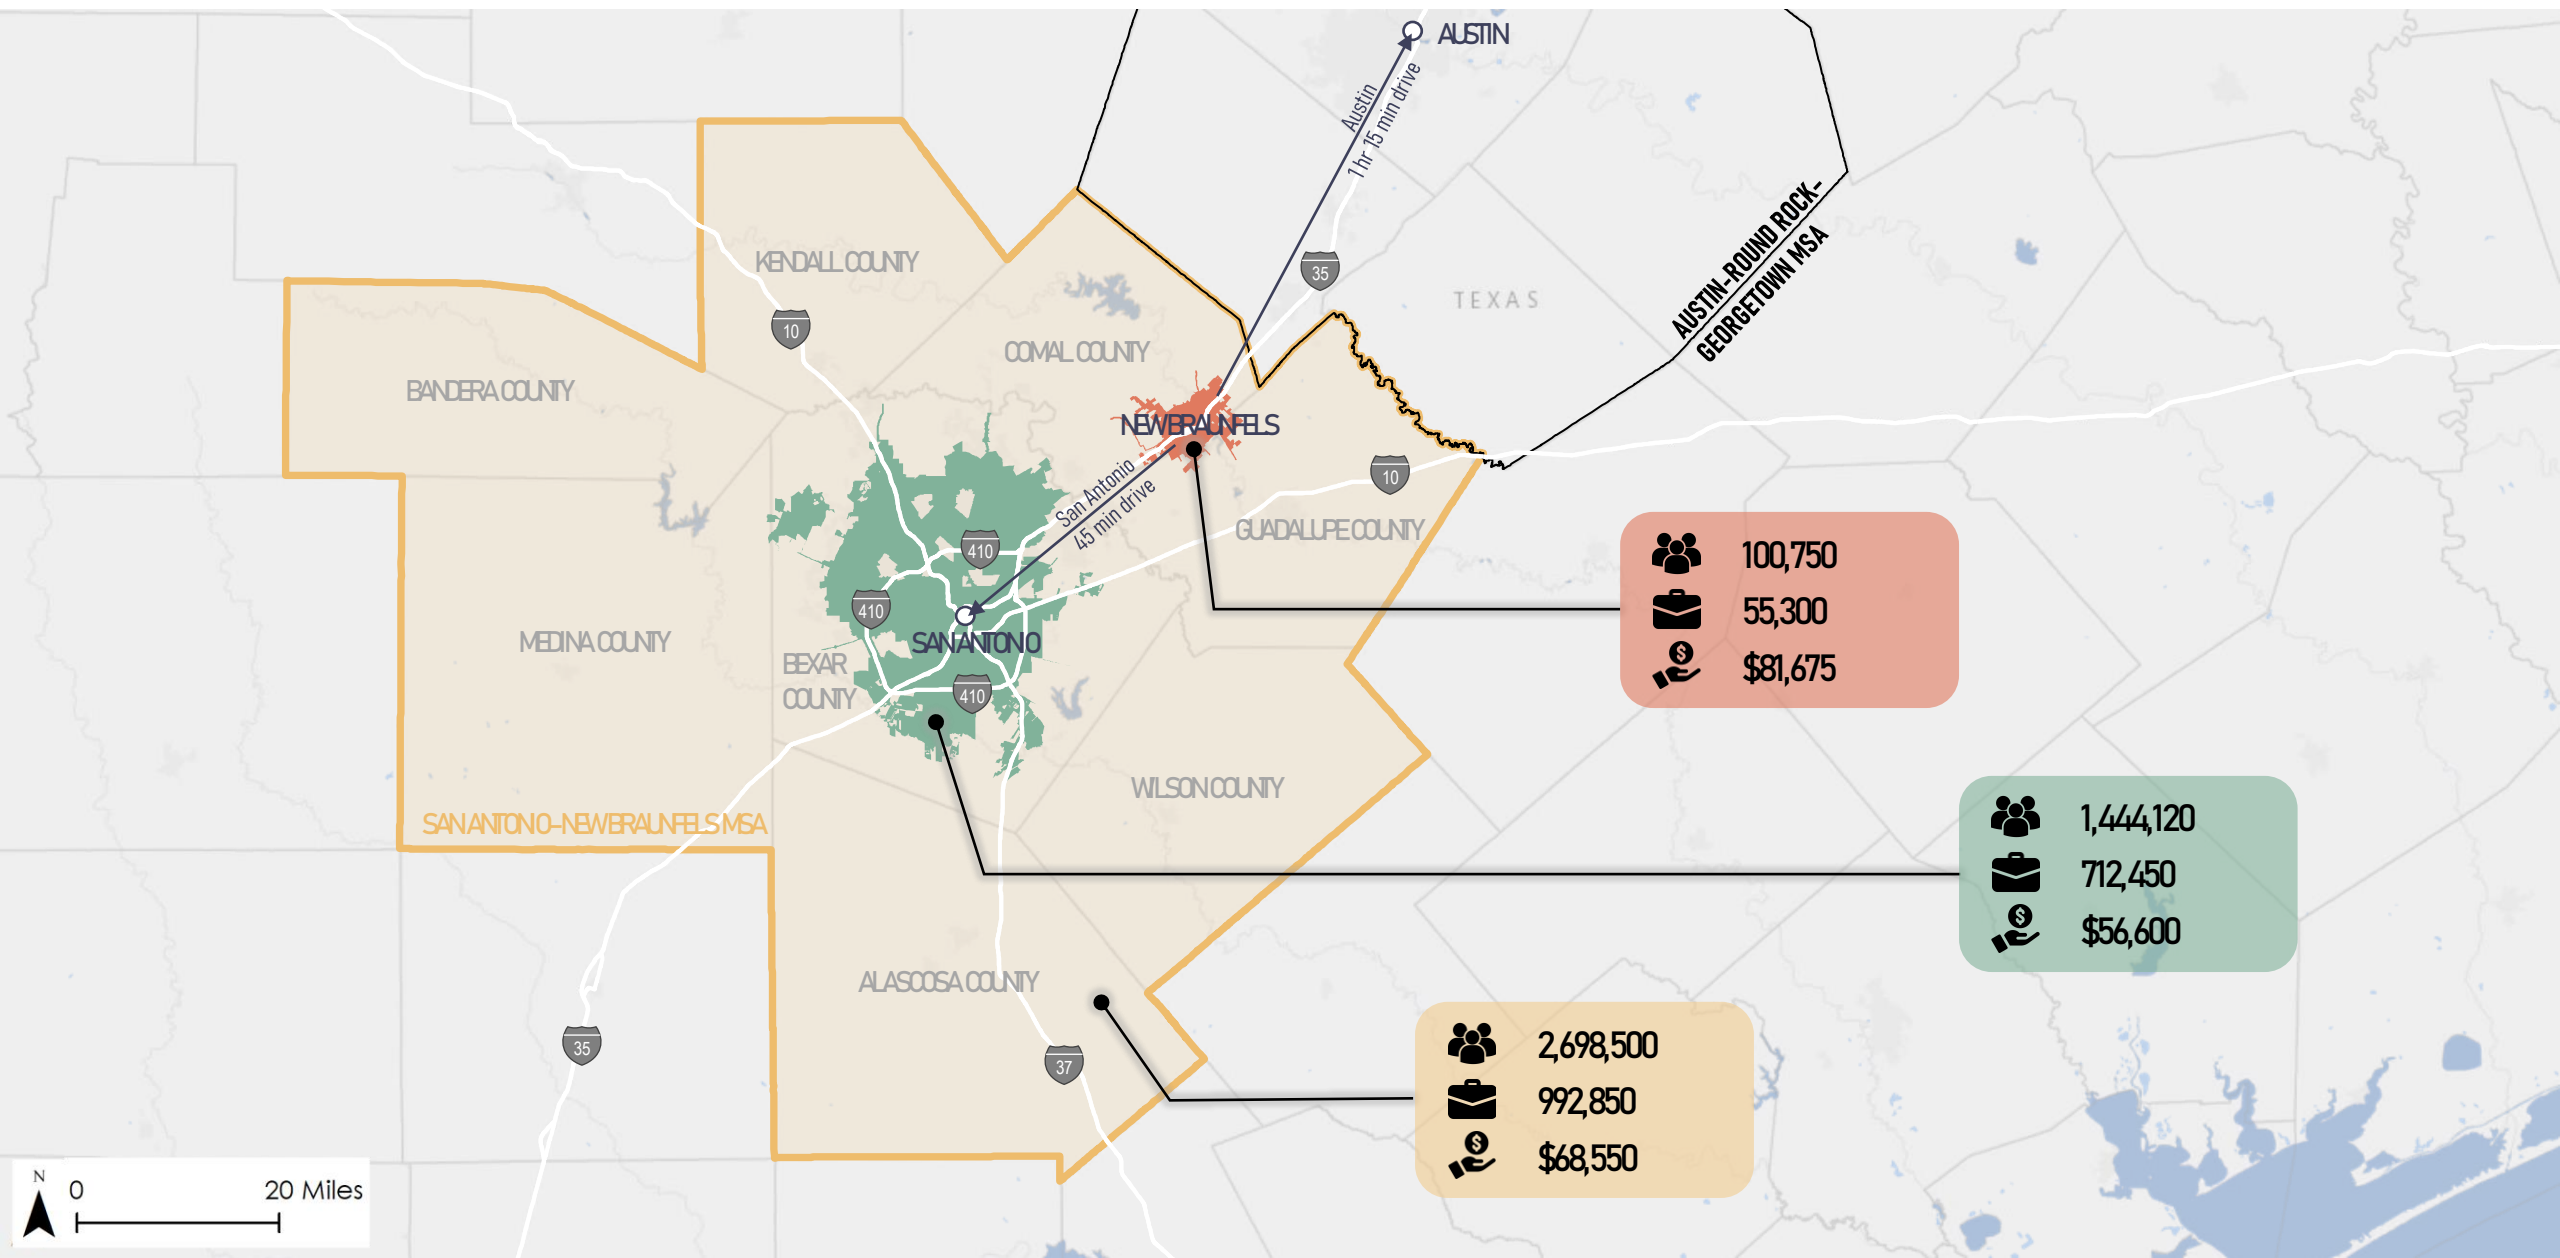 AUSTIN
Austin
1 hr 15 min drive
35
TEXAS
AUSTIN-ROUND ROCK-
GEORGETOWN MSA
KENDALL COUNTY
10
COMAL COUNTY
BANDERA COUNTY
NEW BRAUNFELS
San Antonio
45 min drive
10
GUADALUPE COUNTY
410
410
SAN ANTONIO
MEDINA COUNTY
BEXAR
COUNTY
410
100,750
55,300
$81,675
WILSON COUNTY
SAN ANTONIO-NEW BRAUNFELS MSA
1,444,120
712,450
$56,600
ALASCOSA COUNTY
35
37
2,698,500
992,850
$68,550
N
0
20 Miles